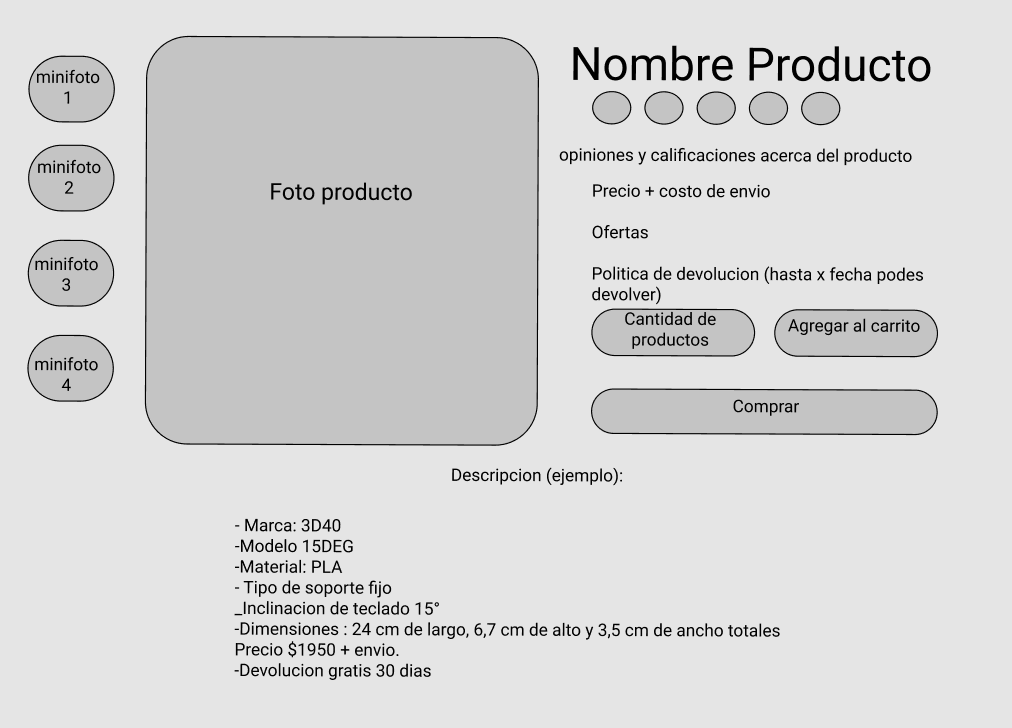 minifoto
1
minifoto
2
minifoto
3
minifoto
4
Foto producto
Nombre Producto
opiniones y calificaciones acerca del producto
Precio + costo de envio
Ofertas
Politica de devolucion (hasta x fecha podes
devolver)
Cantidad de
productos
Agregar al carrito
Comprar
Descripcion (ejemplo):
- Marca: 3D40
-Modelo 15DEG
-Material: PLA
- Tipo de soporte fijo
_Inclinacion de teclado 15°
-Dimensiones : 24 cm de largo, 6,7 cm de alto y 3,5 cm de ancho totales
Precio $1950 + envio.
-Devolucion gratis 30 dias